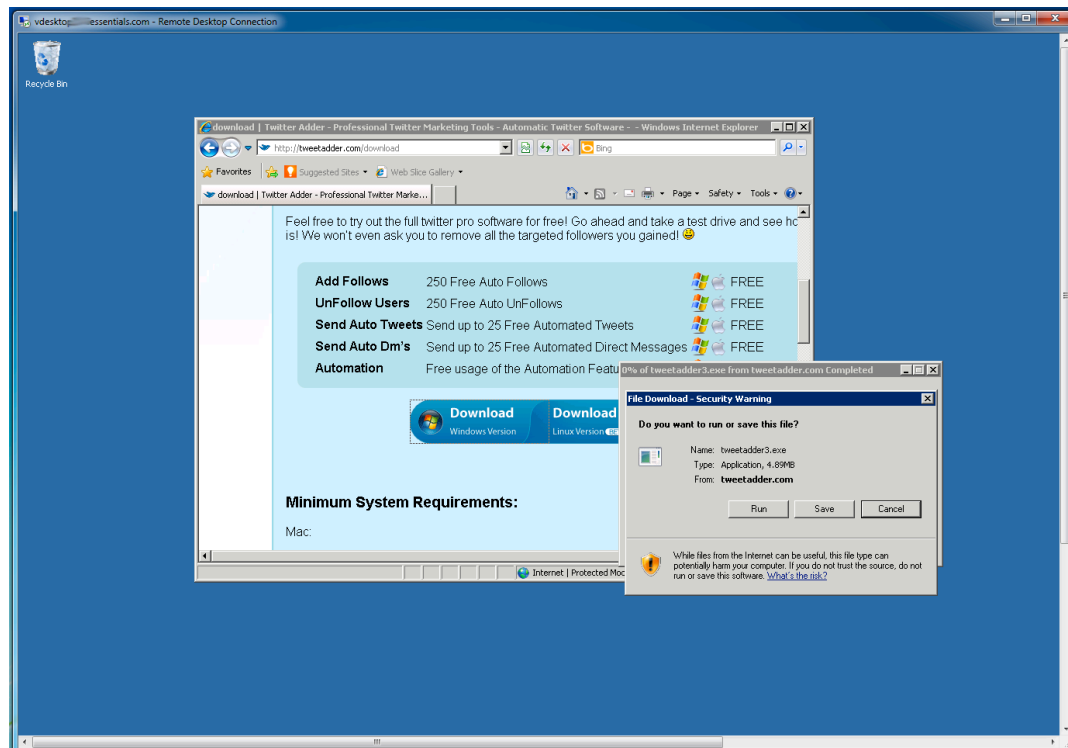 vdesktop essentials.com - Remote Desktop Connection
Recycle Bin
download | Twitter Adder - Professional Twitter Marketing Tools - Automatic Twitter Software - - Windows Internet Explorer
http://tweetadder.com/download
Bing
Favorites
Suggested Sites
Web Slice Gallery
download | Twitter Adder - Professional Twitter Marke...
Page
Safety
Tools
Feel free to try out the full twitter pro software for free! Go ahead and take a test drive and see ho
is! We won't even ask you to remove all the targeted followers you gained!
Add Follows 250 Free Auto Follows FREE
UnFollow Users 250 Free Auto UnFollows FREE
Send Auto Tweets Send up to 25 Free Automated Tweets FREE
Send Auto Dm's Send up to 25 Free Automated Direct Messages FREE
Automation Free usage of the Automation Featu
Download
Windows Version
Download
Linux Version
Minimum System Requirements:
Mac:
Internet | Protected Mod
0% of tweetadder3.exe from tweetadder.com Completed
File Download - Security Warning
Do you want to run or save this file?
Name: tweetadder3.exe
Type: Application, 4.89MB
From: tweetadder.com
Run
Save
Cancel
While files from the Internet can be useful, this file type can
potentially harm your computer. If you do not trust the source, do not
run or save this software. What's the risk?